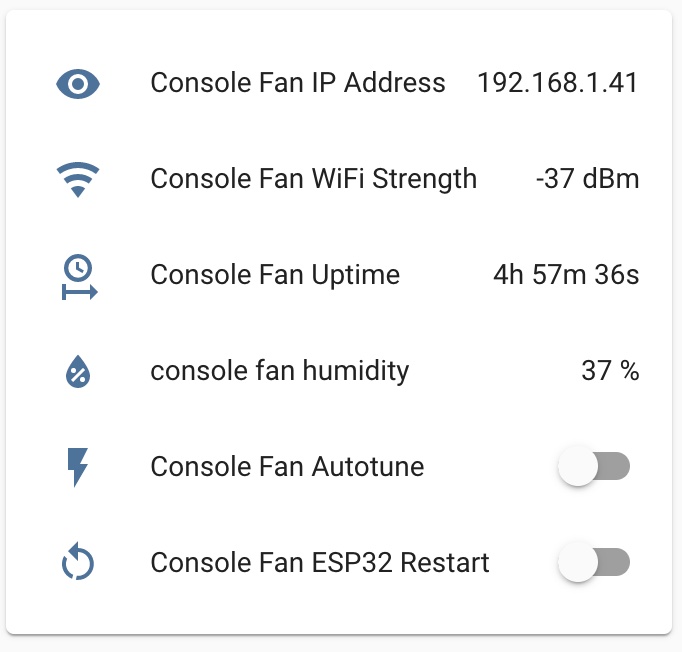 Console Fan IP Address 192.168.1.41
Console Fan WiFi Strength -37 dBm
Console Fan Uptime 4h 57m 36s
console fan humidity 37 %
Console Fan Autotune
Console Fan ESP32 Restart